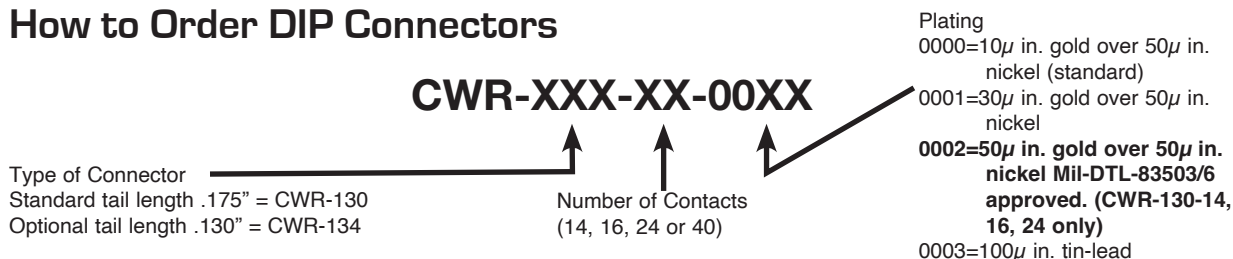 How to Order DIP Connectors
CWR-XXX-XX-00XX
Type of Connector
Standard tail length .175” = CWR-130
Optional tail length .130” = CWR-134
Number of Contacts
(14, 16, 24 or 40)
Plating
0000=10µ in. gold over 50µ in.
nickel (standard)
0001=30µ in. gold over 50µ in.
nickel
0002=50µ in. gold over 50µ in.
nickel Mil-DTL-83503/6
approved. (CWR-130-14,
16, 24 only)
0003=100µ in. tin-lead